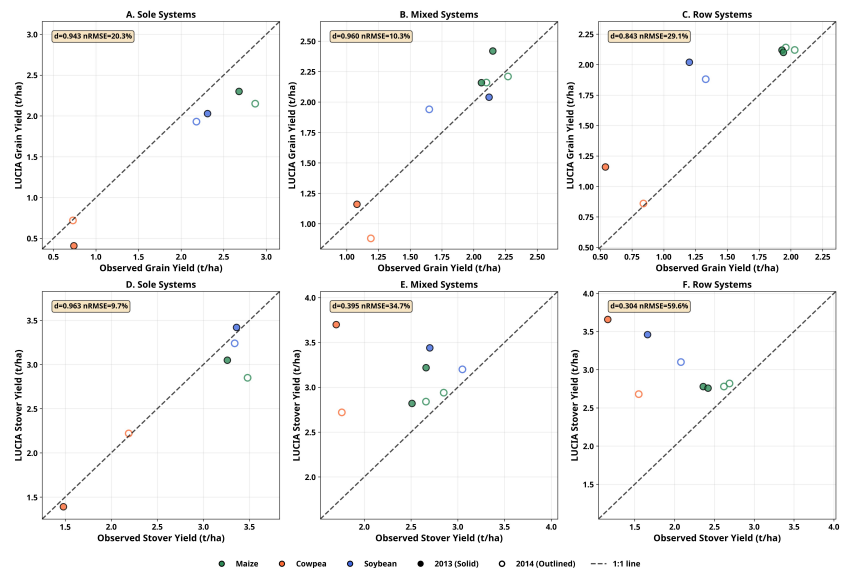 A. Sole Systems
d=0.943 nRMSE=20.3%
LUCIA Grain Yield (t/ha)
3.0
2.5
2.0
1.5
1.0
0.5
0.5 1.0 1.5 2.0 2.5 3.0
Observed Grain Yield (t/ha)
B. Mixed Systems
d=0.960 nRMSE=10.3%
LUCIA Grain Yield (t/ha)
2.50
2.25
2.00
1.75
1.50
1.25
1.00
1.00 1.25 1.50 1.75 2.00 2.25 2.50
Observed Grain Yield (t/ha)
C. Row Systems
d=0.843 nRMSE=29.1%
LUCIA Grain Yield (t/ha)
2.25
2.00
1.75
1.50
1.25
1.00
0.75
0.50
0.50 0.75 1.00 1.25 1.50 1.75 2.00 2.25
Observed Grain Yield (t/ha)
D. Sole Systems
d=0.963 nRMSE=9.7%
LUCIA Stover Yield (t/ha)
3.5
3.0
2.5
2.0
1.5
1.5 2.0 2.5 3.0 3.5
Observed Stover Yield (t/ha)
E. Mixed Systems
d=0.395 nRMSE=34.7%
LUCIA Stover Yield (t/ha)
4.0
3.5
3.0
2.5
2.0
2.0 2.5 3.0 3.5 4.0
Observed Stover Yield (t/ha)
F. Row Systems
d=0.304 nRMSE=59.6%
LUCIA Stover Yield (t/ha)
4.0
3.5
3.0
2.5
2.0
1.5
1.5 2.0 2.5 3.0 3.5 4.0
Observed Stover Yield (t/ha)
Maize Cowpea Soybean 2013 (Solid) 2014 (Outlined) 1:1 line